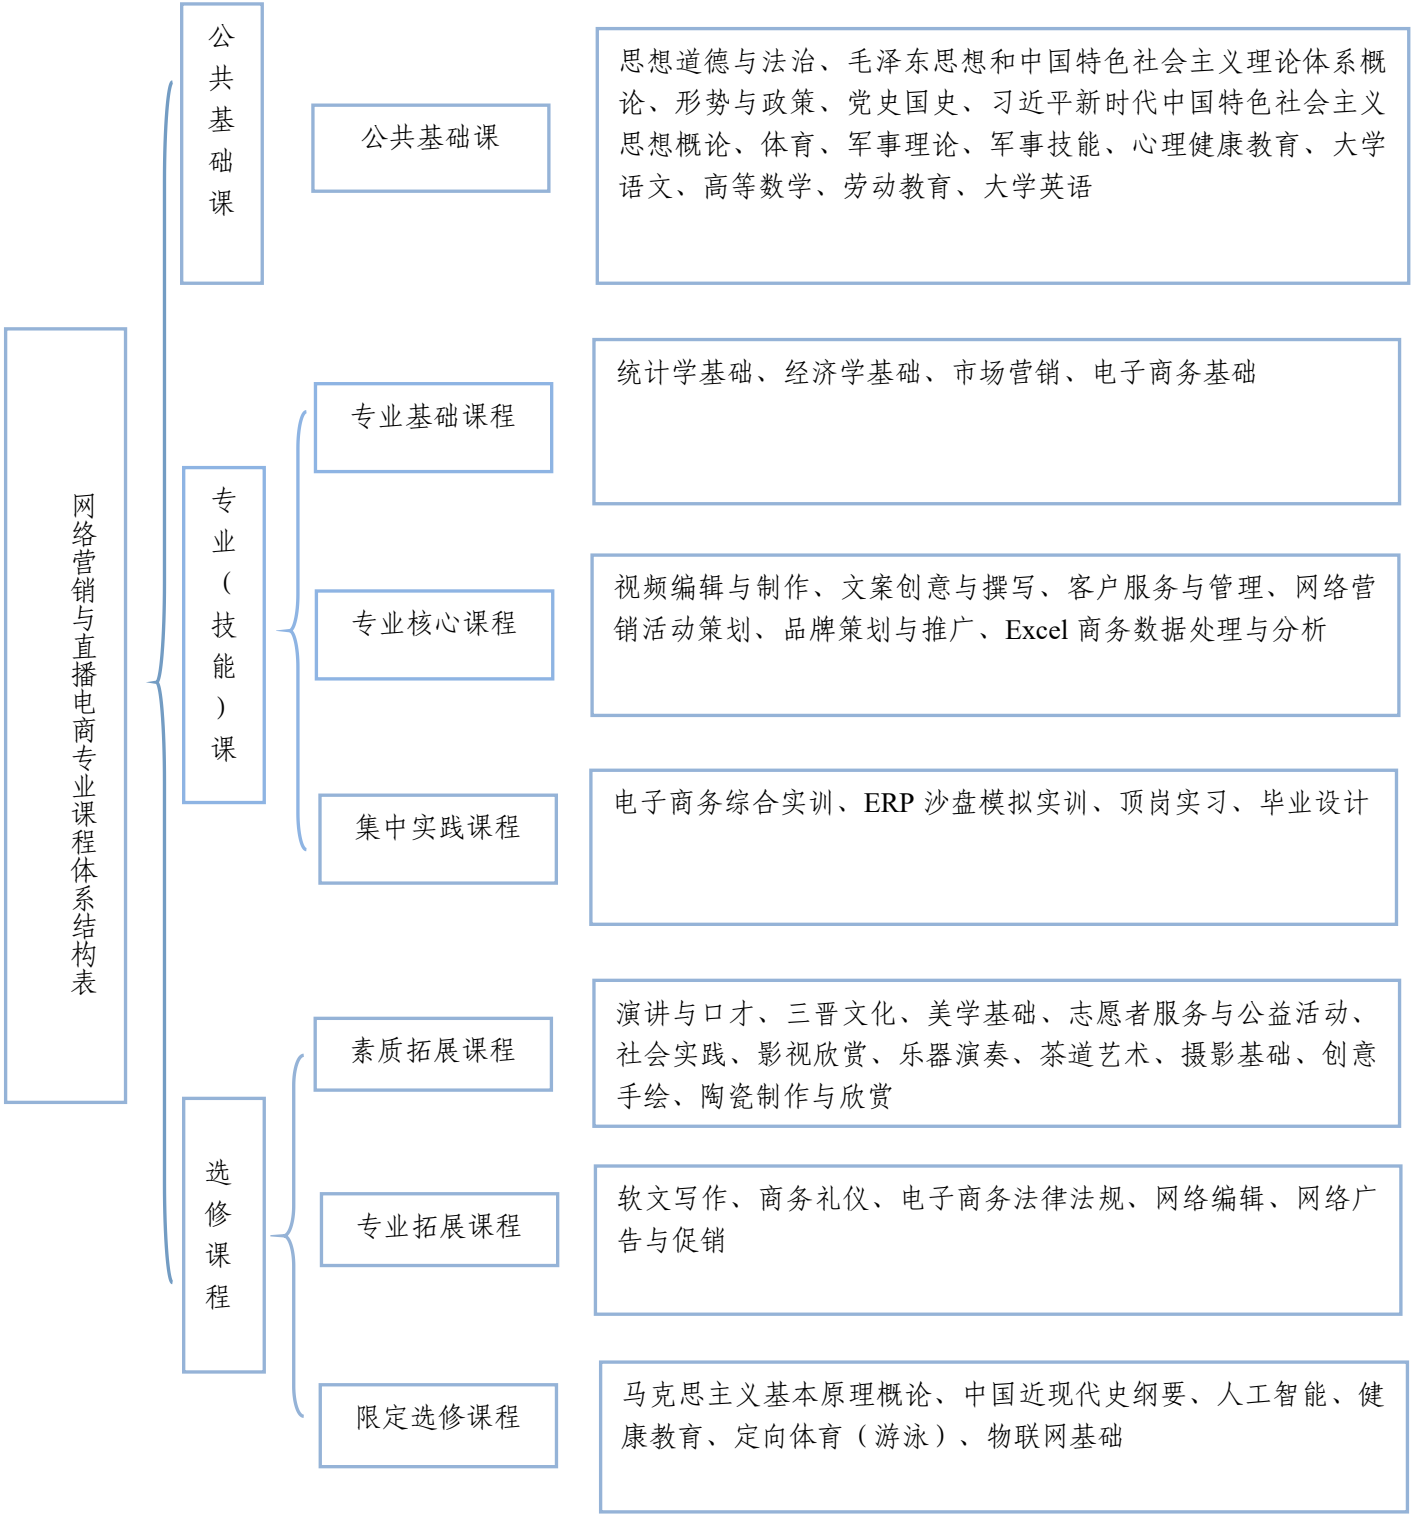 网络营销与直播电商专业课程体系结构表
公共基础课
公共基础课
思想道德与法治、毛泽东思想和中国特色社会主义理论体系概
论、形势与政策、党史国史、习近平新时代中国特色社会主义
思想概论、体育、军事理论、军事技能、心理健康教育、大学
语文、高等数学、劳动教育、大学英语
专业(技能)课
专业基础课程
统计学基础、经济学基础、市场营销、电子商务基础
专业核心课程
视频编辑与制作、文案创意与撰写、客户服务与管理、网络营
销活动策划、品牌策划与推广、Excel 商务数据处理与分析
集中实践课程
电子商务综合实训、ERP 沙盘模拟实训、顶岗实习、毕业设计
选修课程
素质拓展课程
演讲与口才、三晋文化、美学基础、志愿者服务与公益活动、
社会实践、影视欣赏、乐器演奏、茶道艺术、摄影基础、创意
手绘、陶瓷制作与欣赏
专业拓展课程
软文写作、商务礼仪、电子商务法律法规、网络编辑、网络广
告与促销
限定选修课程
马克思主义基本原理概论、中国近现代史纲要、人工智能、健
康教育、定向体育（游泳）、物联网基础